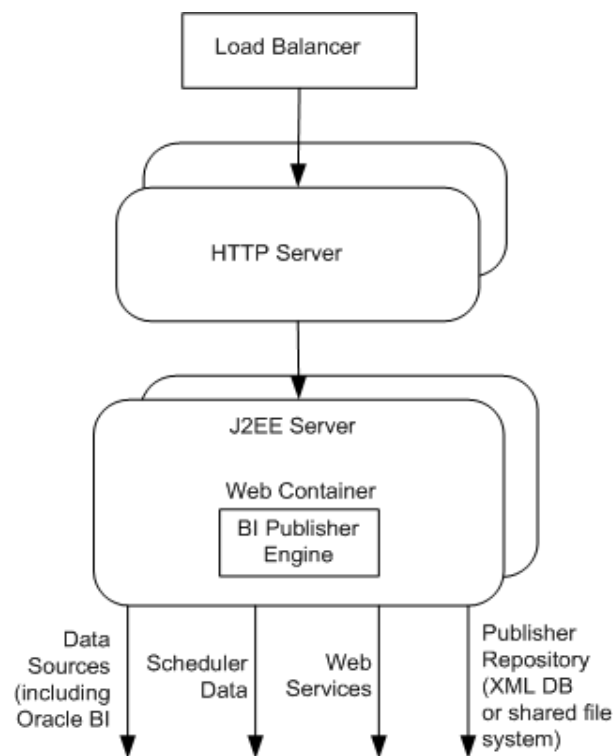 Load Balancer
HTTP Server
J2EE Server
Web Container
BI Publisher
Engine
Data
Sources
(including
Oracle BI
Scheduler
Data
Web
Services
Publisher
Repository
(XML DB
or shared file
system)